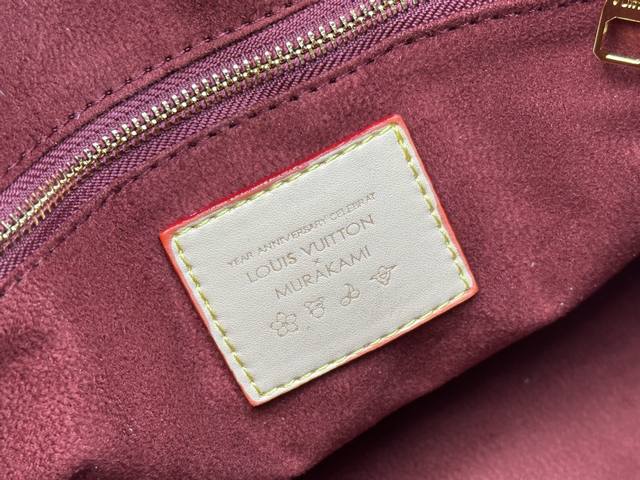 YEAR ANNIVERSARY CELEBRAT
LOUIS VUITTON
×
MURAKAMI